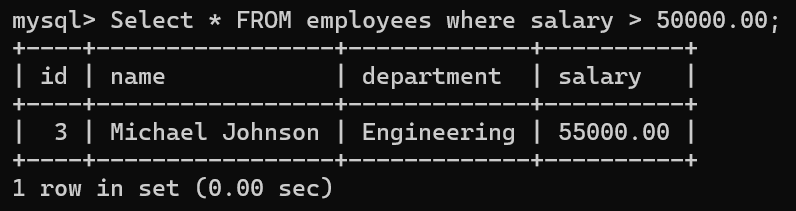 mysql> Select * FROM employees where salary > 50000.00;
+----+-----------------+-------------+----------+
| id | name            | department  | salary   |
+----+-----------------+-------------+----------+
|  3 | Michael Johnson | Engineering | 55000.00 |
+----+-----------------+-------------+----------+
1 row in set (0.00 sec)